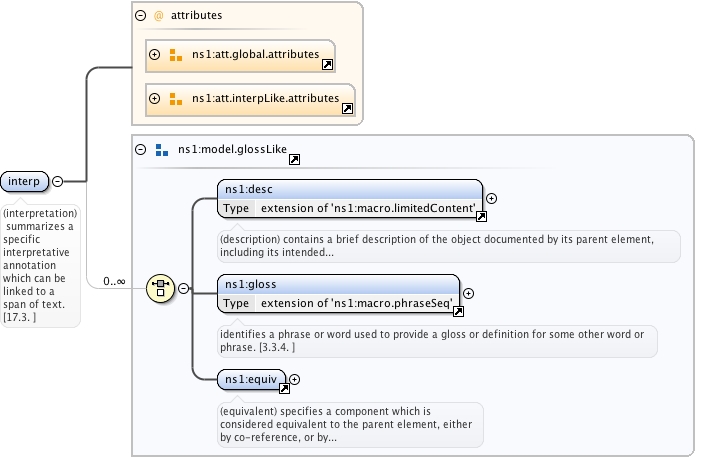 @ attributes
ns1:att.global.attributes
ns1:att.interpLike.attributes
ns1:model.glossLike
interp
(interpretation)
summarizes a
specific
interpretative
annotation
which can be
linked to a
span of text.
[17.3. ]
0..∞
ns1:desc
Type extension of 'ns1:macro.limitedContent'
(description) contains a brief description of the object documented by its parent element,
including its intended...
ns1:gloss
Type extension of 'ns1:macro.phraseSeq'
identifies a phrase or word used to provide a gloss or definition for some other word or
phrase. [3.3.4. ]
ns1:equiv
(equivalent) specifies a component which is
considered equivalent to the parent element, either
by co-reference, or by...